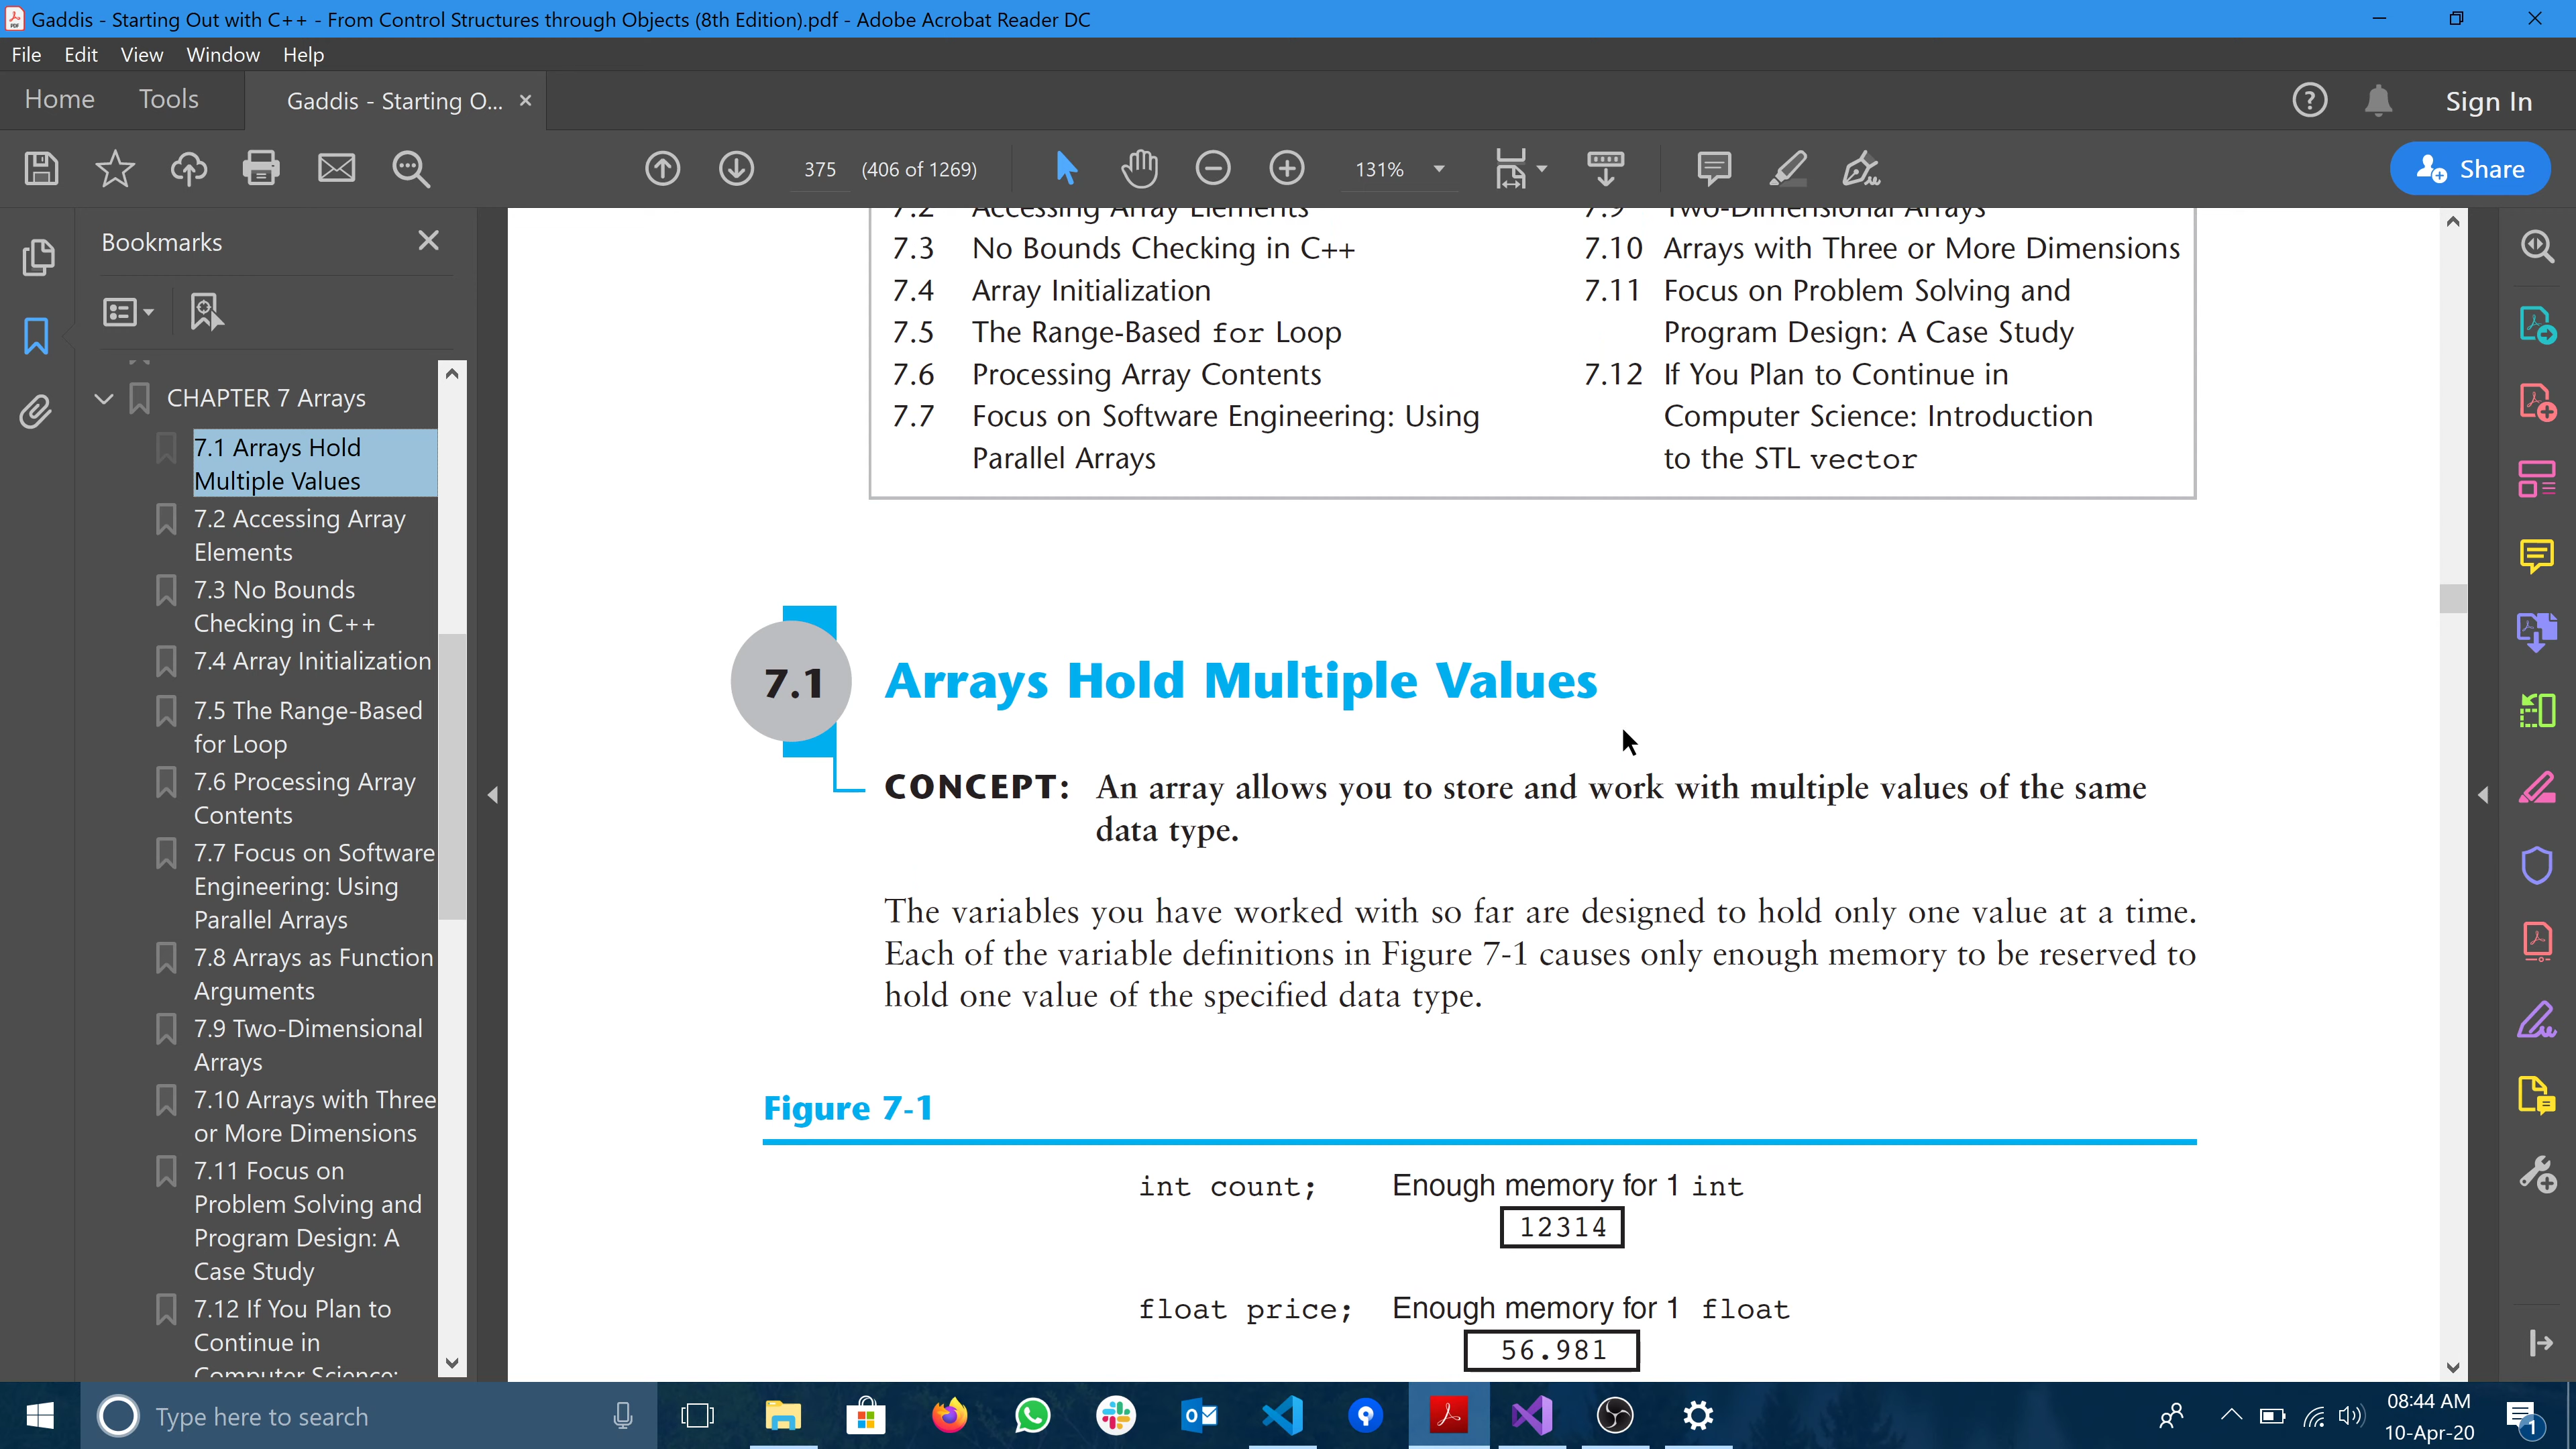 Gaddis - Starting Out with C++ - From Control Structures through Objects (8th Edition).pdf - Adobe Acrobat Reader DC
File Edit View Window Help
Home Tools Gaddis - Starting O... Sign In
375 (406 of 1269) 131% Share
Bookmarks
CHAPTER 7 Arrays
7.1 Arrays Hold
Multiple Values
7.2 Accessing Array
Elements
7.3 No Bounds
Checking in C++
7.4 Array Initialization
7.5 The Range-Based
for Loop
7.6 Processing Array
Contents
7.7 Focus on Software
Engineering: Using
Parallel Arrays
7.8 Arrays as Function
Arguments
7.9 Two-Dimensional
Arrays
7.10 Arrays with Three
or More Dimensions
7.11 Focus on
Problem Solving and
Program Design: A
Case Study
7.12 If You Plan to
Continue in
Computer Science:
7.2 Accessing Array Elements
7.3 No Bounds Checking in C++
7.4 Array Initialization
7.5 The Range-Based for Loop
7.6 Processing Array Contents
7.7 Focus on Software Engineering: Using
Parallel Arrays
7.9 Two-Dimensional Arrays
7.10 Arrays with Three or More Dimensions
7.11 Focus on Problem Solving and
Program Design: A Case Study
7.12 If You Plan to Continue in
Computer Science: Introduction
to the STL vector
7.1 Arrays Hold Multiple Values
CONCEPT: An array allows you to store and work with multiple values of the same
data type.
The variables you have worked with so far are designed to hold only one value at a time.
Each of the variable definitions in Figure 7-1 causes only enough memory to be reserved to
hold one value of the specified data type.
Figure 7-1
int count; Enough memory for 1 int
12314
float price; Enough memory for 1 float
56.981
Type here to search
08:44 AM
10-Apr-20
1